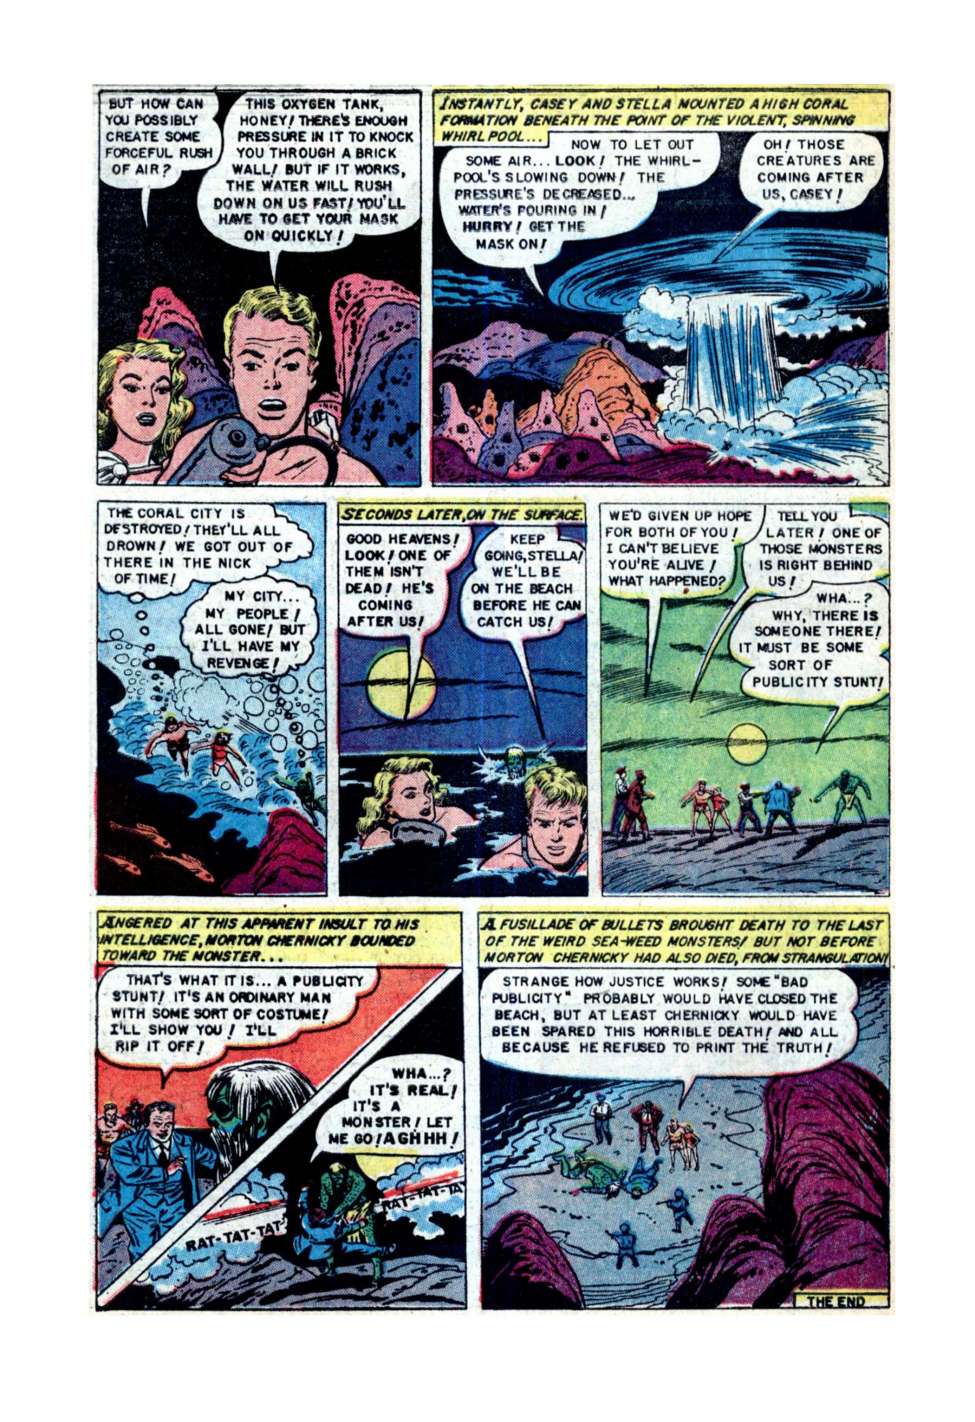 BUT HOW CAN
YOU POSSIBLY
CREATE SOME
FORCEFUL RUSH
OF AIR?
THIS OXYGEN TANK,
HONEY! THERE'S ENOUGH
PRESSURE IN IT TO KNOCK
YOU THROUGH A BRICK
WALL! BUT IF IT WORKS,
THE WATER WILL RUSH
DOWN ON US FAST! YOU'LL
HAVE TO GET YOUR MASK
ON QUICKLY!
INSTANTLY, CASEY AND STELLA MOUNTED A HIGH CORAL
FORMATION BENEATH THE POINT OF THE VIOLENT, SPINNING
WHIRLPOOL...
NOW TO LET OUT
SOME AIR... LOOK! THE WHIRL-
POOL'S SLOWING DOWN! THE
PRESSURE'S DECREASED...
WATER'S POURING IN!
HURRY! GET THE
MASK ON!
OH! THOSE
CREATURES ARE
COMING AFTER
US, CASEY!
THE CORAL CITY IS
DESTROYED! THEY'LL ALL
DROWN! WE GOT OUT OF
THERE IN THE NICK
OF TIME!
MY CITY...
MY PEOPLE!
ALL GONE! BUT
I'LL HAVE MY
REVENGE!
SECONDS LATER, ON THE SURFACE.
GOOD HEAVENS!
LOOK! ONE OF
THEM ISN'T
DEAD! HE'S
COMING
AFTER US!
KEEP
GOING, STELLA!
WE'LL BE
ON THE BEACH
BEFORE HE CAN
CATCH US!
WE'D GIVEN UP HOPE
FOR BOTH OF YOU!
I CAN'T BELIEVE
YOU'RE ALIVE!
WHAT HAPPENED?
TELL YOU
LATER! ONE OF
THOSE MONSTERS
IS RIGHT BEHIND
US!
WHA...?
WHY, THERE IS
SOMEONE THERE!
IT MUST BE SOME
SORT OF
PUBLICITY STUNT!
ANGERED AT THIS APPARENT INSULT TO HIS
INTELLIGENCE, MORTON CHERNICKY BOUNDED
TOWARD THE MONSTER...
THAT'S WHAT IT IS... A PUBLICITY
STUNT! IT'S AN ORDINARY MAN
WITH SOME SORT OF COSTUME!
I'LL SHOW YOU! I'LL
RIP IT OFF!
WHA...?
IT'S REAL!
IT'S A
MONSTER! LET
ME GO! AGHHH!
RAT-TAT-TAT
RAT-TAT-TA
A FUSILLADE OF BULLETS BROUGHT DEATH TO THE LAST
OF THE WEIRD SEA-WEED MONSTERS! BUT NOT BEFORE
MORTON CHERNICKY HAD ALSO DIED, FROM STRANGULATION!
STRANGE HOW JUSTICE WORKS! SOME "BAD
PUBLICITY" PROBABLY WOULD HAVE CLOSED THE
BEACH, BUT AT LEAST CHERNICKY WOULD HAVE
BEEN SPARED THIS HORRIBLE DEATH! AND ALL
BECAUSE HE REFUSED TO PRINT THE TRUTH!
THE END